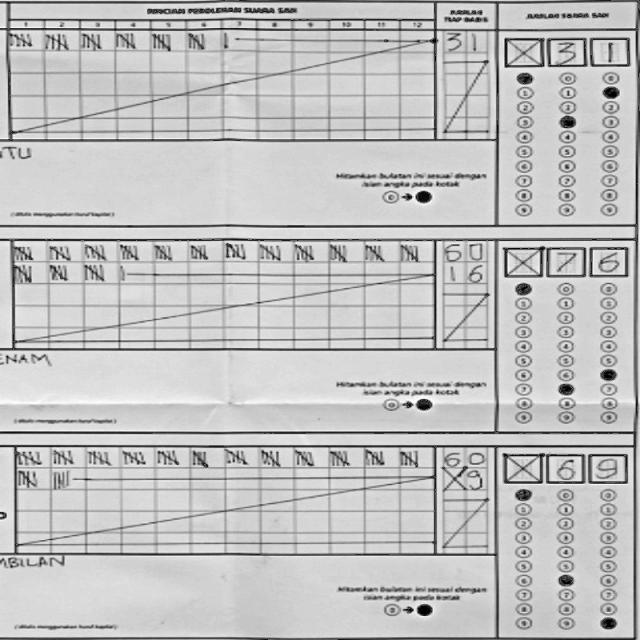 RINCIAN PEROLEHAN SUARA SAH
JUMLAH
TIAP BARIS
JUMLAH SUARA SAH
1 2 3 4 5 6 7 8 9 10 11 12
31
X 3 1
0 0 0
1 1 1
2 2 2
3 3 3
4 4 4
5 5 5
6 6 6
7 7 7
8 8 8
9 9 9
TU
Hitamkan bulatan ini sesuai dengan
isian angka pada kotak
0
(ditulis menggunakan huruf kapital)
60
16
X 7 6
0 0 0
1 1 1
2 2 2
3 3 3
4 4 4
5 5 5
6 6 6
7 7 7
8 8 8
9 9 9
ENAM
Hitamkan bulatan ini sesuai dengan
isian angka pada kotak
0
(ditulis menggunakan huruf kapital)
60
X9
X 6 9
0 0 0
1 1 1
2 2 2
3 3 3
4 4 4
5 5 5
6 6 6
7 7 7
8 8 8
9 9 9
MBILAN
Hitamkan bulatan ini sesuai dengan
isian angka pada kotak
0
(ditulis menggunakan huruf kapital)